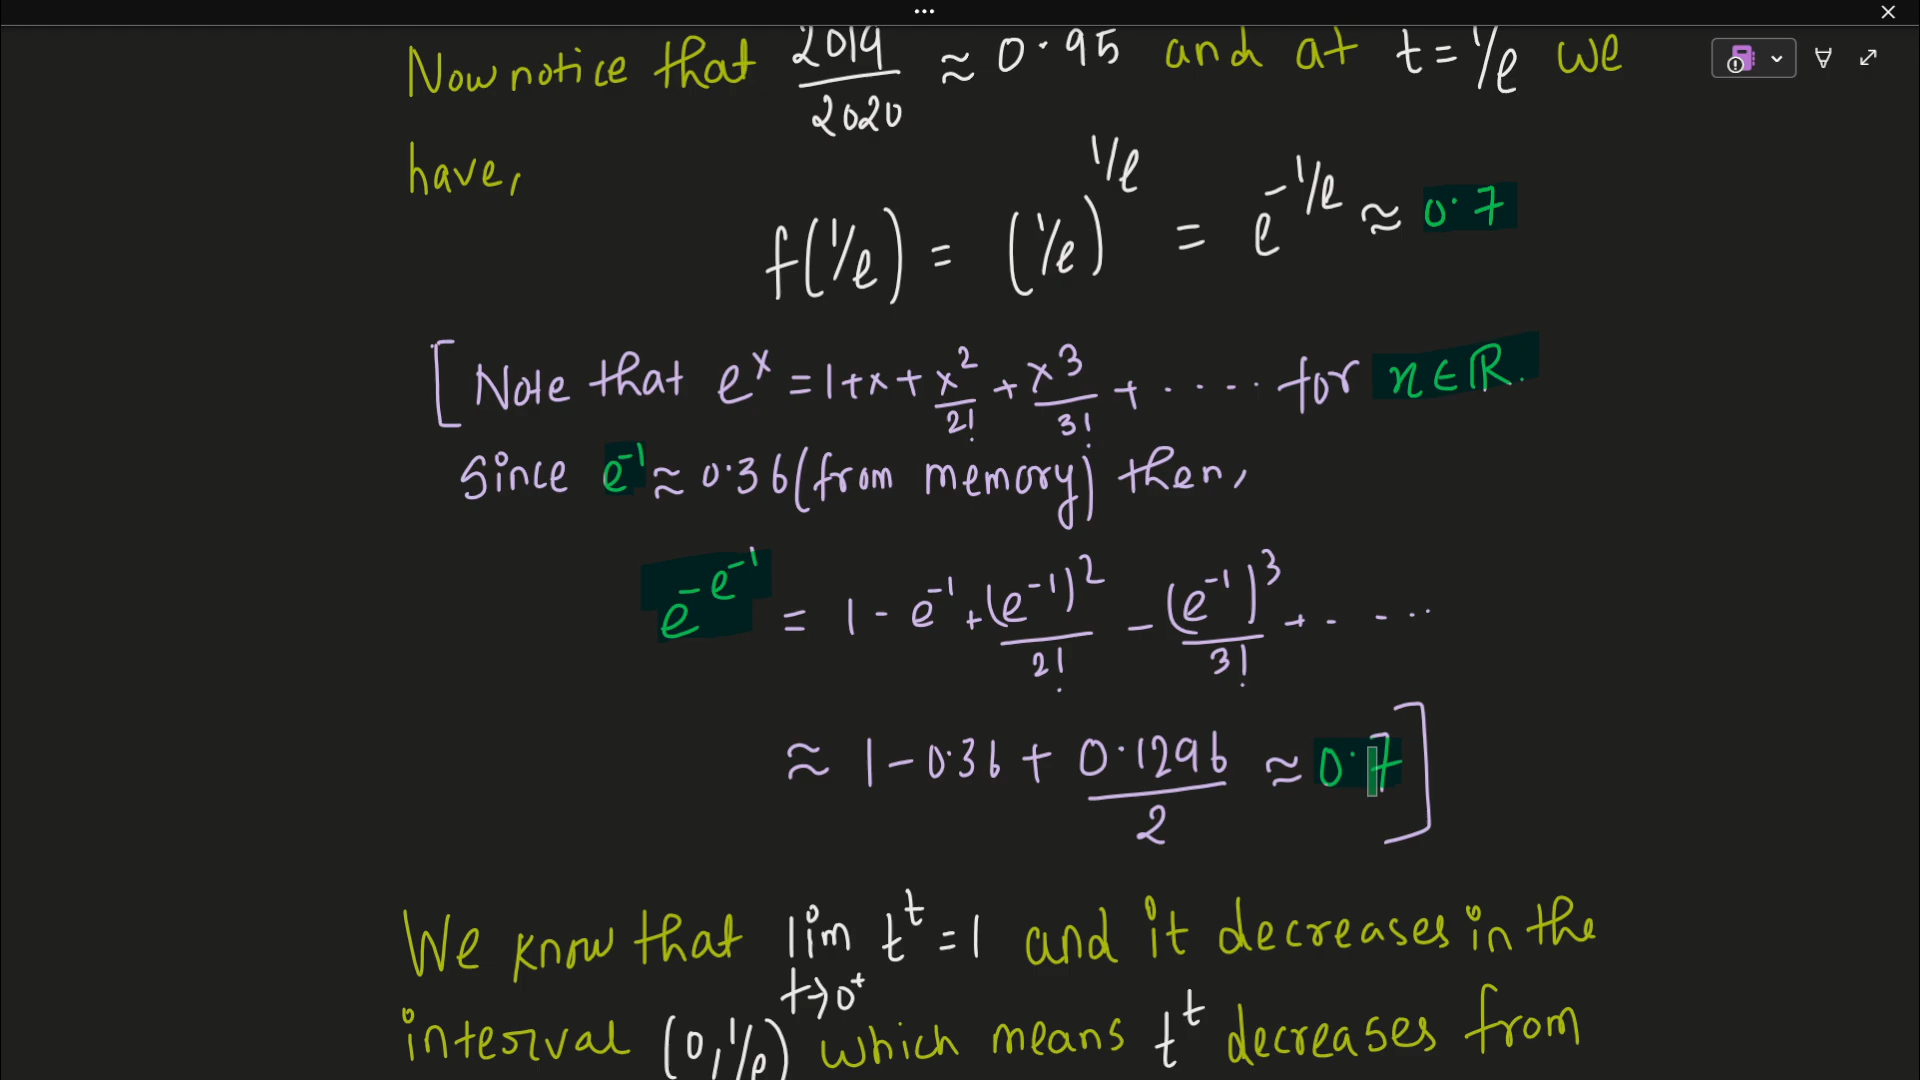 Now notice that 2019/2020 ≈ 0.95 and at t = 1/e we
have,
f(1/e) = (1/e)^{1/e} = e^{-1/e} ≈ 0.7
[Note that e^x = 1+x+x^2/2!+x^3/3!+..... for n∈ℝ.
Since e^{-1} ≈ 0.36 (from memory) then,
e^{-e^{-1}} = 1 - e^{-1} + (e^{-1})^2/2! - (e^{-1})^3/3! + .....
≈ 1 - 0.36 + 0.1296/2 ≈ 0.7]
We know that lim_{t→0^+} t^t = 1 and it decreases in the
interval (0, 1/e) which means t^t decreases from